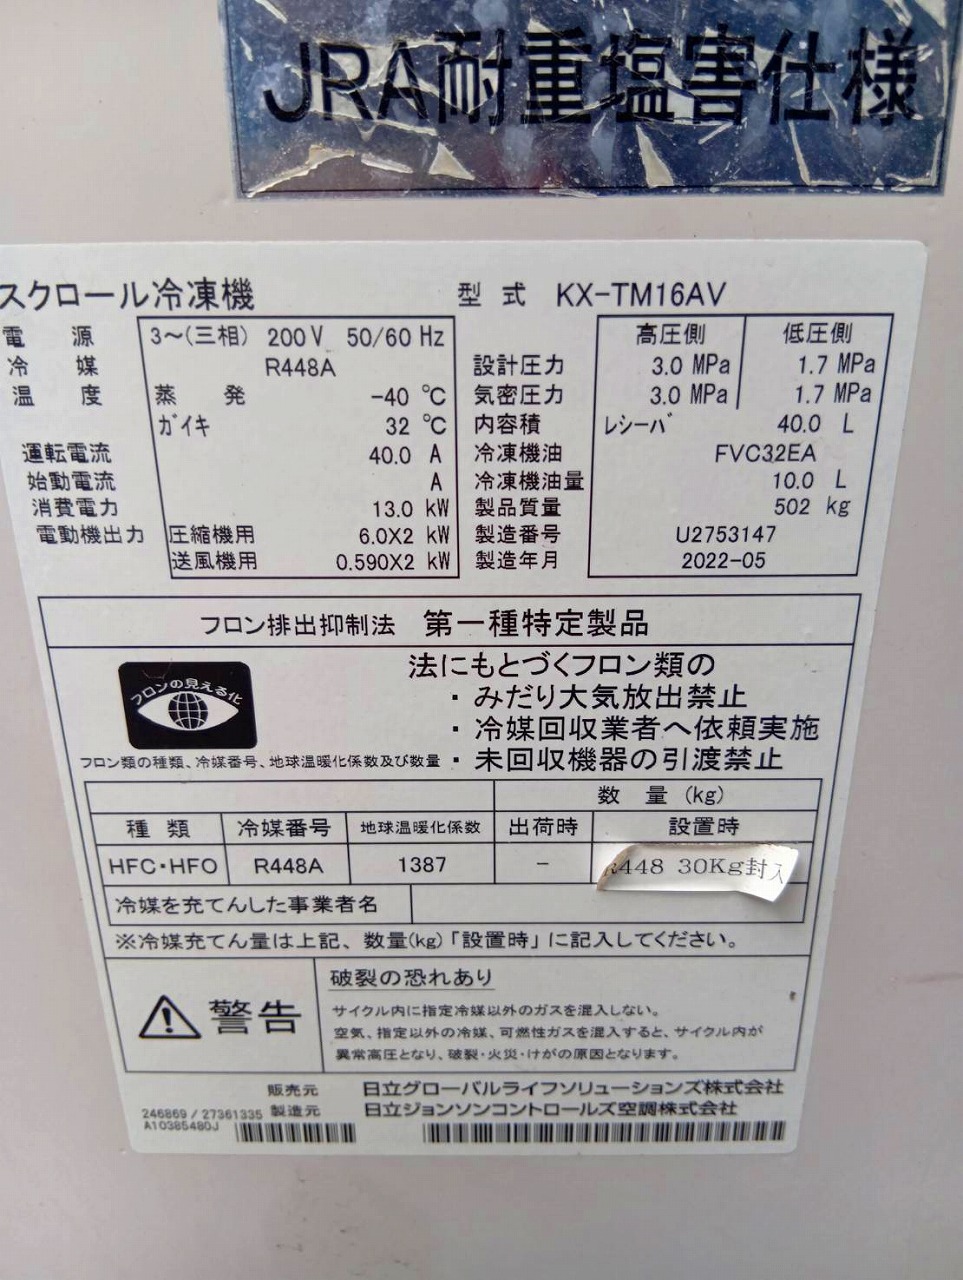 JRA耐重塩害仕様
スクロール冷凍機 型式 KX-TM16AV
電源 3〜(三相) 200V 50/60Hz
冷媒 R448A
温度 蒸発 -40℃
ガイキ 32℃
運転電流 40.0 A
始動電流 A
消費電力 13.0 kW
電動機出力 圧縮機用 6.0X2 kW
送風機用 0.590X2 kW
高圧側 低圧側
設計圧力 3.0 MPa 1.7 MPa
気密圧力 3.0 MPa 1.7 MPa
内容積 レシーバ 40.0 L
冷凍機油 FVC32EA
冷凍機油量 10.0 L
製品質量 502 kg
製造番号 U2753147
製造年月 2022-05
フロン排出抑制法 第一種特定製品
フロンの見える化
法にもとづくフロン類の
・みだり大気放出禁止
・冷媒回収業者へ依頼実施
・未回収機器の引渡禁止
フロン類の種類、冷媒番号、地球温暖化係数及び数量
数量 (kg)
種類 冷媒番号 地球温暖化係数 出荷時 設置時
HFC・HFO R448A 1387 - R448 30Kg封入
冷媒を充てんした事業者名
※冷媒充てん量は上記、数量(kg)「設置時」に記入してください。
警告
破裂の恐れあり
サイクル内に指定冷媒以外のガスを混入しない。
空気、指定以外の冷媒、可燃性ガスを混入すると、サイクル内が
異常高圧となり、破裂・火災・けがの原因となります。
販売元 日立グローバルライフソリューションズ株式会社
246869 / 27361335 製造元 日立ジョンソンコントロールズ空調株式会社
A10385480J